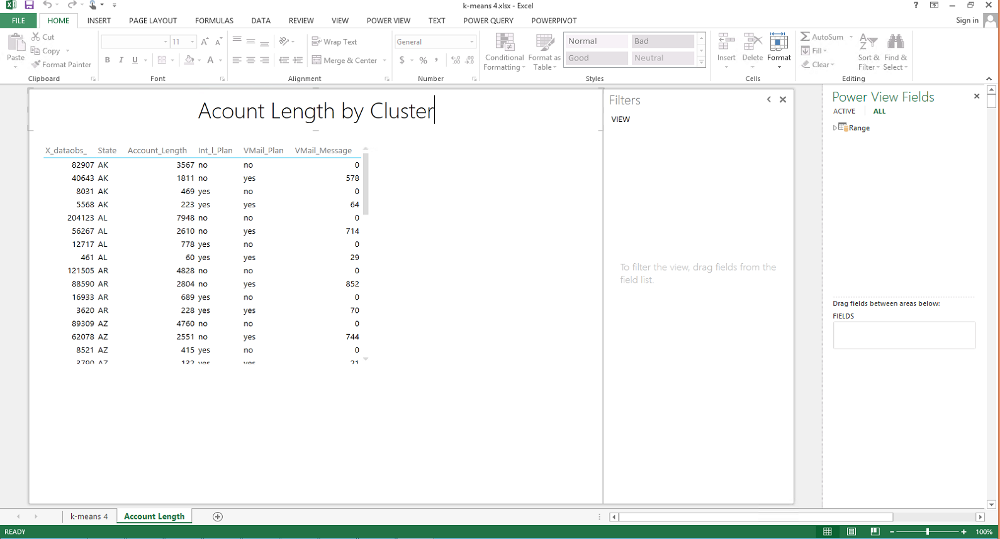 k-means 4.xlsx - Excel
?
FILE HOME INSERT PAGE LAYOUT FORMULAS DATA REVIEW VIEW POWER VIEW TEXT POWER QUERY POWERPIVOT Sign in
Paste
Cut
Copy
Format Painter
Clipboard
11
B I U
Font
Wrap Text
Merge & Center
Alignment
General
$ % ,
Number
Conditional Formatting
Format as Table
Normal Bad
Good Neutral
Styles
Insert Delete Format
Cells
AutoSum
Fill
Clear
Sort & Filter
Find & Select
Editing
Acount Length by Cluster
X_dataobs_ State Account_Length Int_l_Plan VMail_Plan VMail_Message
82907 AK 3567 no no 0
40643 AK 1811 no yes 578
8031 AK 469 yes no 0
5568 AK 223 yes yes 64
204123 AL 7948 no no 0
56267 AL 2610 no yes 714
12717 AL 778 yes no 0
461 AL 60 yes yes 29
121505 AR 4828 no no 0
88590 AR 2804 no yes 852
16933 AR 689 yes no 0
3620 AR 228 yes yes 70
89309 AZ 4760 no no 0
62078 AZ 2551 no yes 744
8521 AZ 415 yes no 0
3790 AZ 132 yes yes 21
Filters
VIEW
To filter the view, drag fields from the
field list.
Power View Fields
ACTIVE ALL
Range
Drag fields between areas below:
FIELDS
k-means 4 Account Length
READY 100%